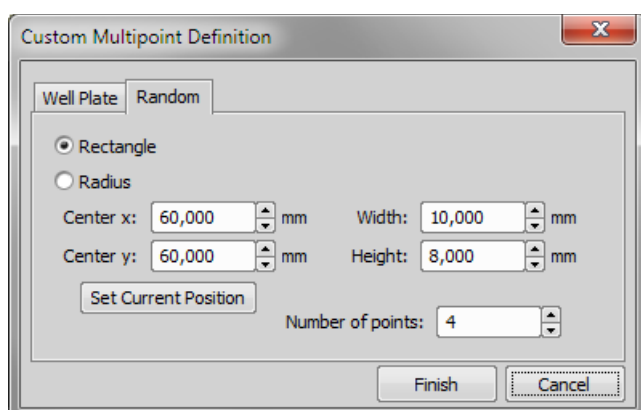 Custom Multipoint Definition
X
Well Plate Random
Rectangle
Radius
Center x: 60,000 mm Width: 10,000 mm
Center y: 60,000 mm Height: 8,000 mm
Set Current Position
Number of points: 4
Finish Cancel